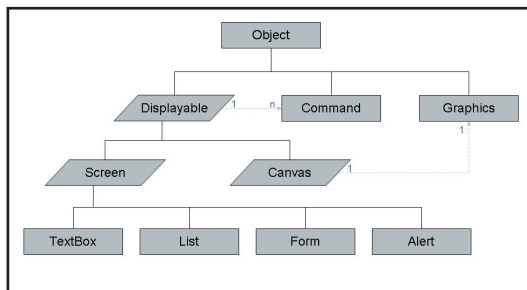 Object
Displayable
1
n
Command
Graphics
1
Screen
Canvas
1
TextBox
List
Form
Alert